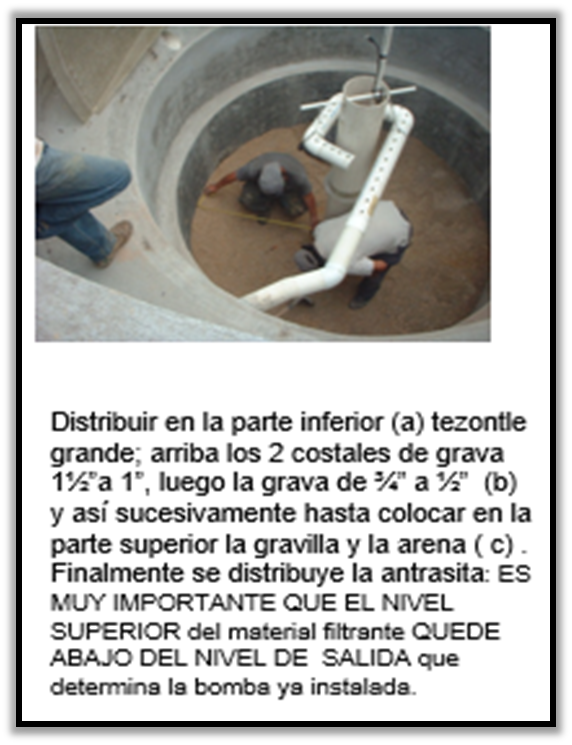 Distribuir en la parte inferior (a) tezontle
grande; arriba los 2 costales de grava
1½”a 1”, luego la grava de ¾” a ½” (b)
y así sucesivamente hasta colocar en la
parte superior la gravilla y la arena ( c) .
Finalmente se distribuye la antrasita: ES
MUY IMPORTANTE QUE EL NIVEL
SUPERIOR del material filtrante QUEDE
ABAJO DEL NIVEL DE SALIDA que
determina la bomba ya instalada.